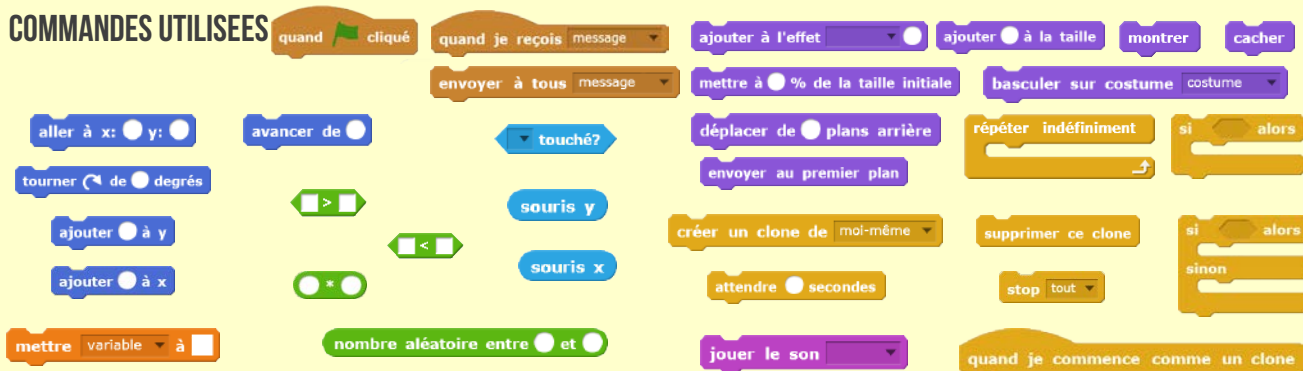 COMMANDES UTILISEES
quand cliqué
quand je reçois message
envoyer à tous message
ajouter à l'effet
ajouter à la taille
montrer
cacher
mettre à % de la taille initiale
basculer sur costume costume
aller à x: y:
avancer de
touché?
déplacer de plans arrière
répéter indéfiniment
si alors
tourner de degrés
envoyer au premier plan
>
souris y
ajouter à y
<
créer un clone de moi-même
supprimer ce clone
si alors
sinon
souris x
ajouter à x
*
attendre secondes
stop tout
mettre variable à
nombre aléatoire entre et
jouer le son
quand je commence comme un clone